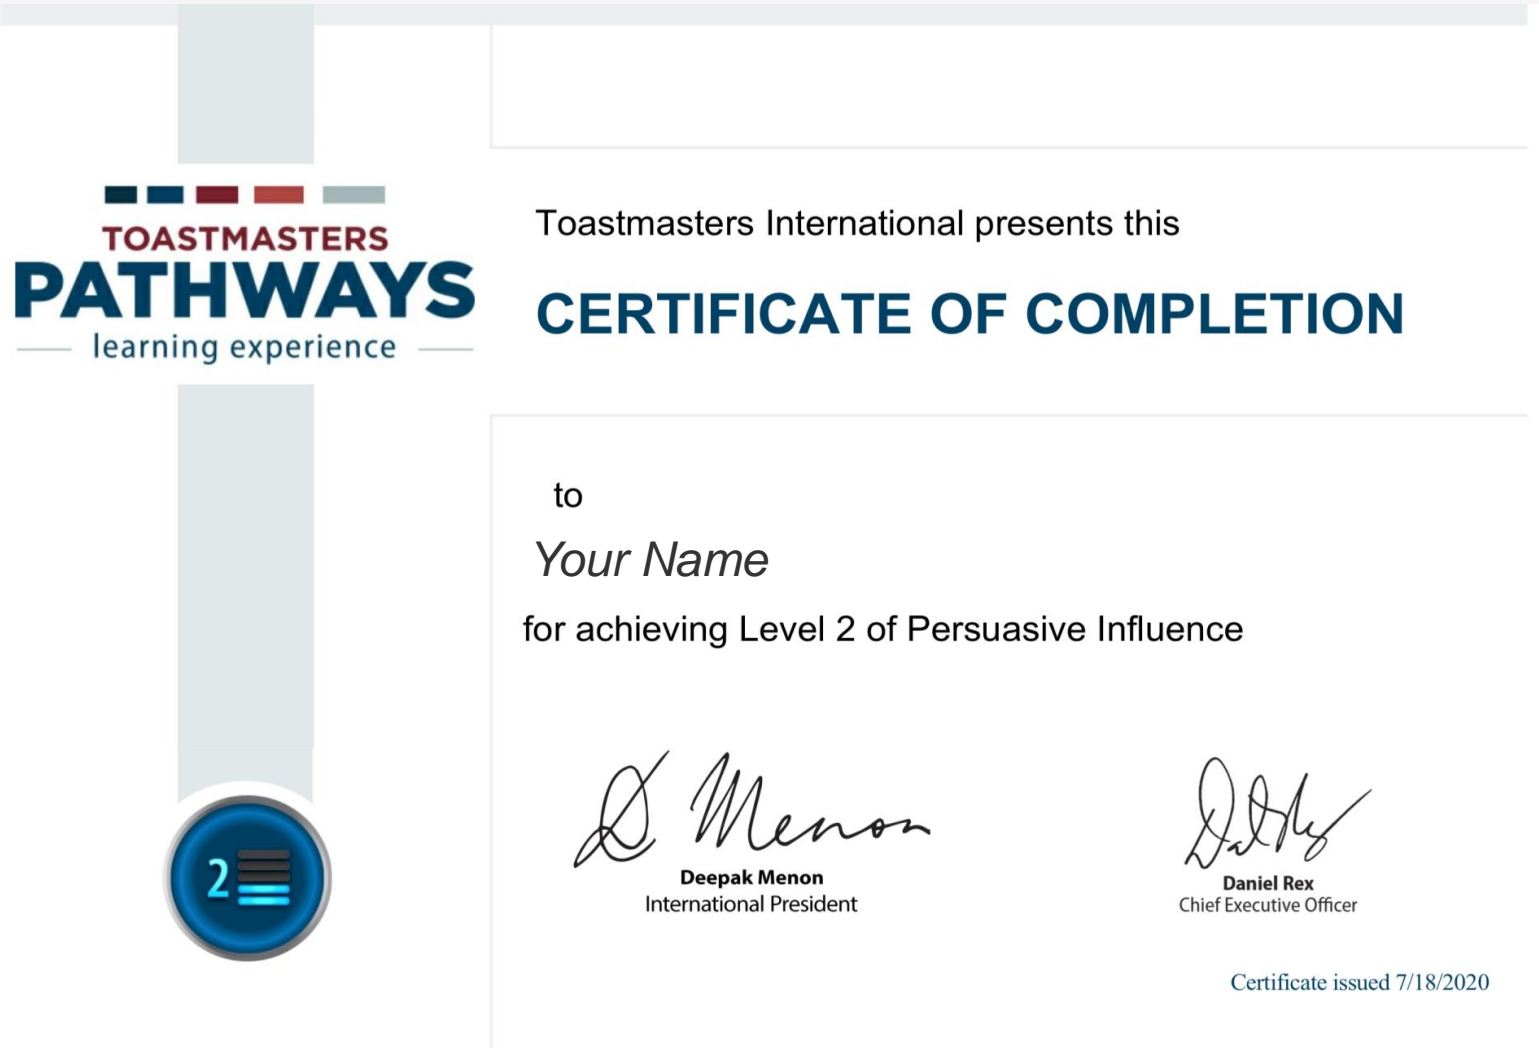 TOASTMASTERS
PATHWAYS
learning experience
Toastmasters International presents this
CERTIFICATE OF COMPLETION
to
Your Name
for achieving Level 2 of Persuasive Influence
D Menon
Deepak Menon
International President
Daniel Rex
Chief Executive Officer
Certificate issued 7/18/2020
2